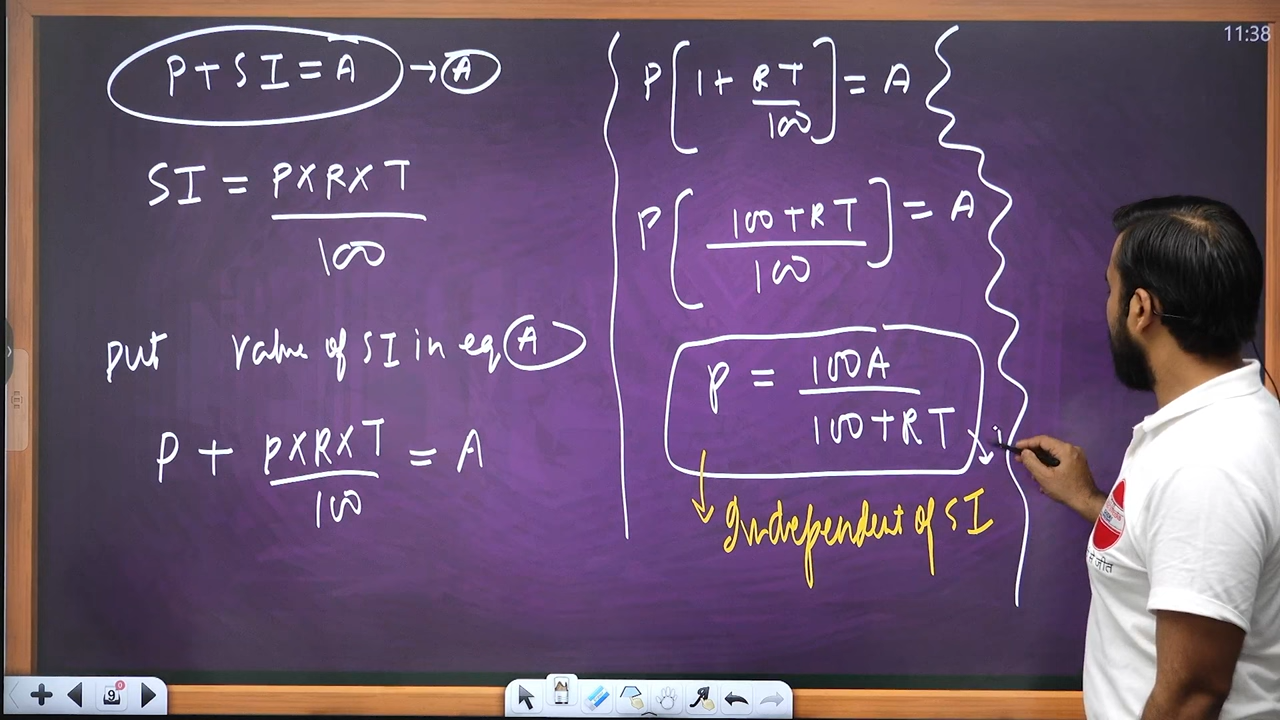 P + SI = A → A
SI = P×R×T / 100
put value of SI in eq A
P + P×R×T / 100 = A
P [ 1 + RT / 100 ] = A
P [ 100 + RT / 100 ] = A
P = 100A / 100 + RT
Independent of SI
11:38
9